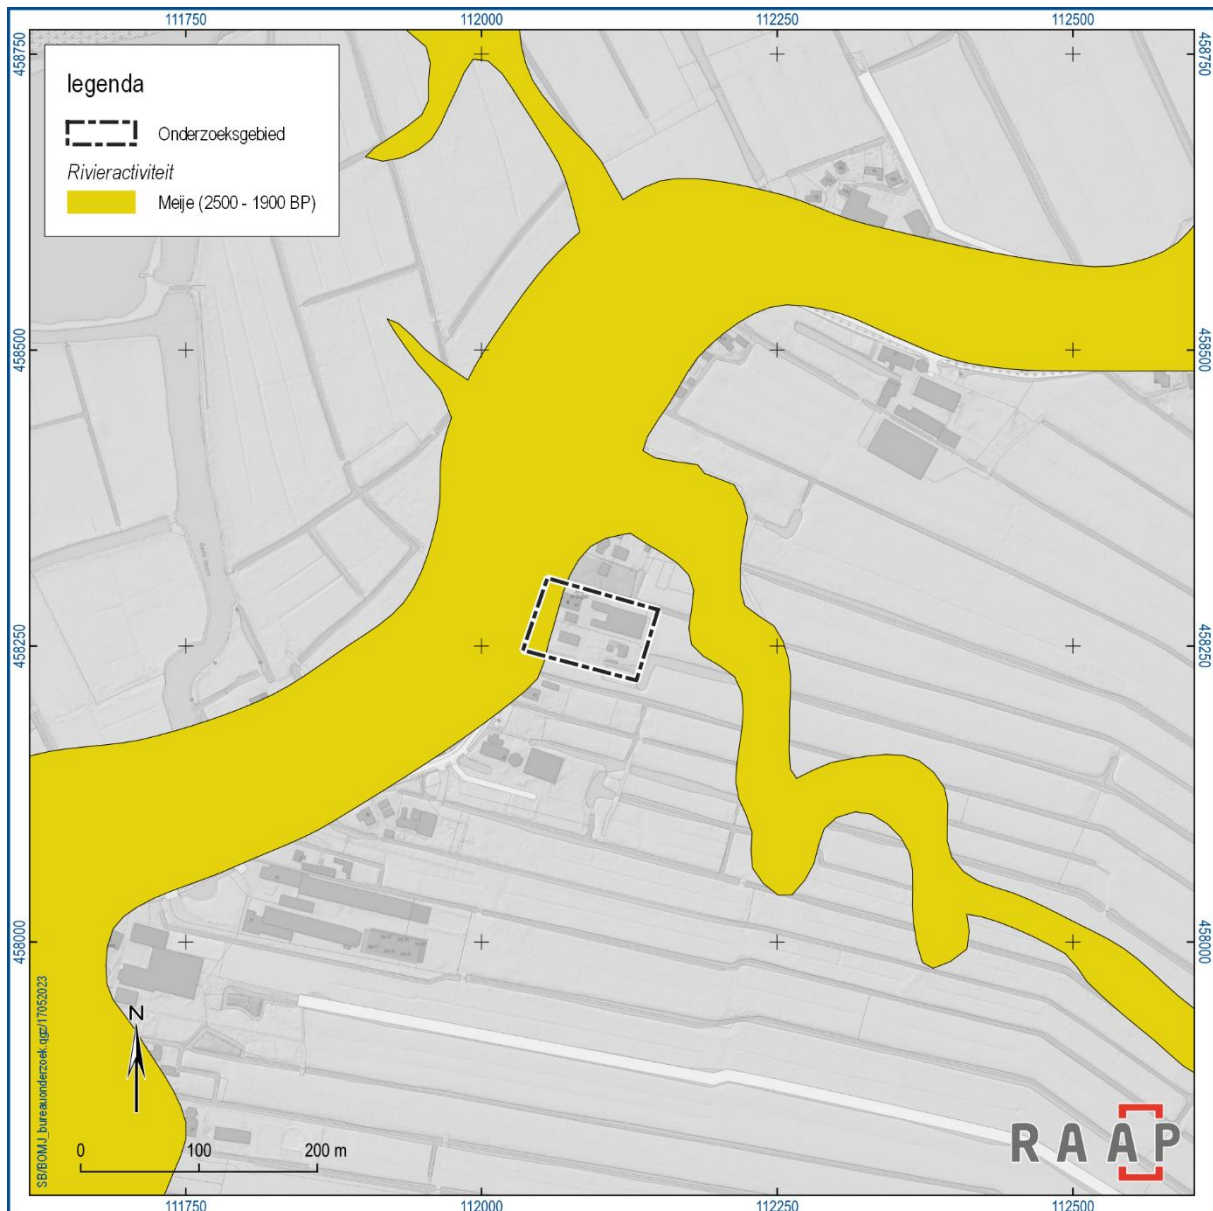 111750 112000 112250 112500
458750 458750
legenda
Onderzoeksgebied
Rivieractiviteit
Meije (2500 - 1900 BP)
458500 458500
458250 458250
458000 458000
SB/BOMJ_bureauonderzoek.qgz/17052023
N
0 100 200 m
RAAP
111750 112000 112250 112500